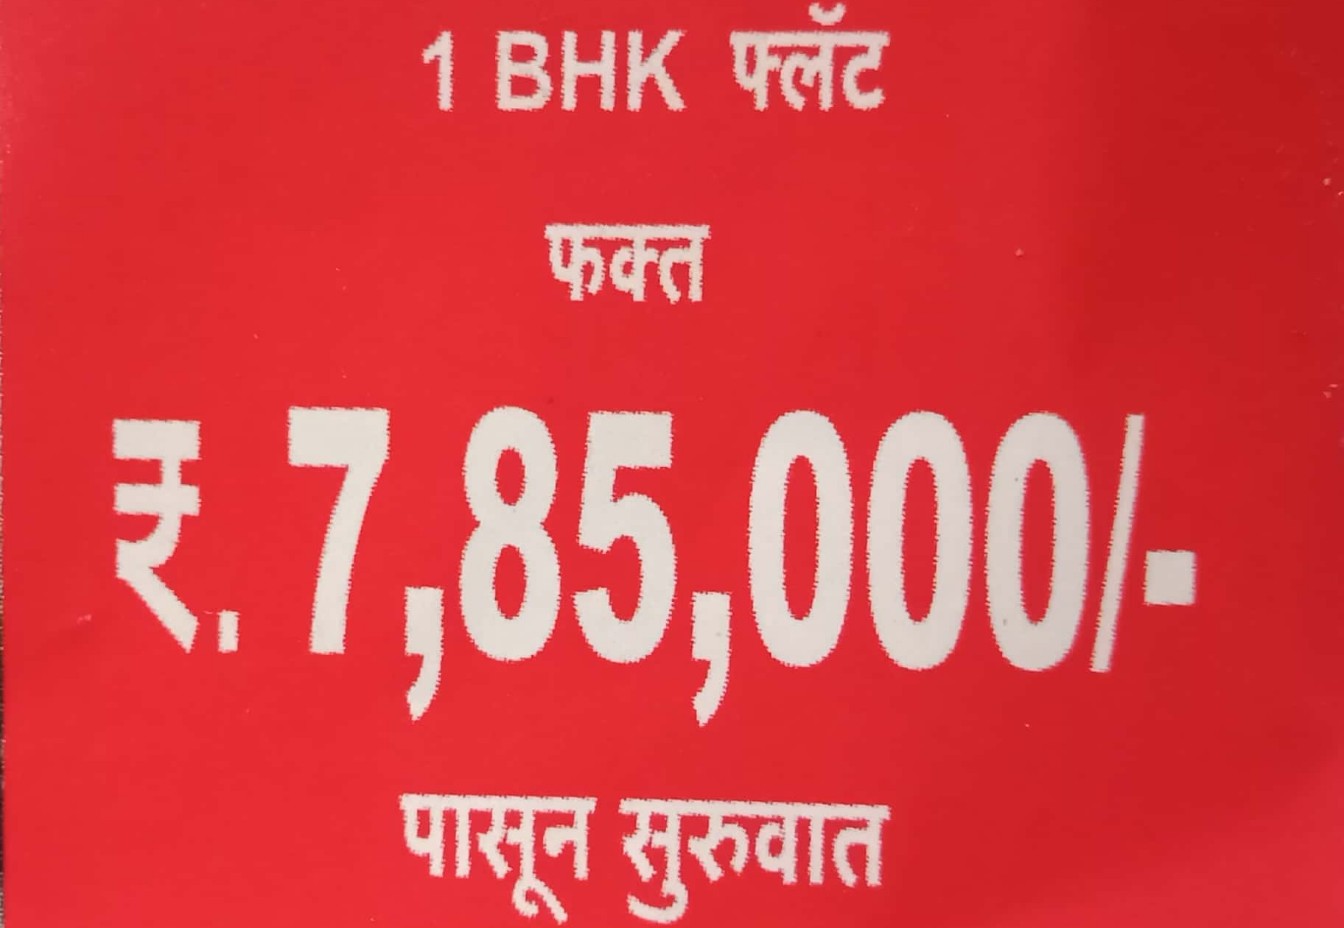 1 BHK फ्लॅट
फक्त
₹. 7,85,000/-
पासून सुरुवात